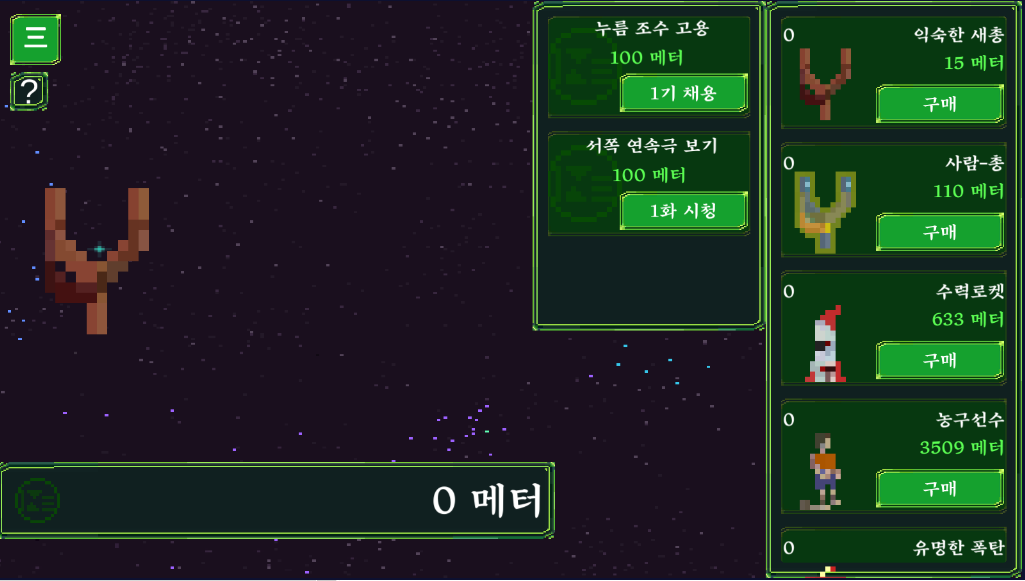 三
?
누름 조수 고용
100 메터
1기 채용
서쪽 연속극 보기
100 메터
1화 시청
0 익숙한 새총
15 메터
구매
0 사람-총
110 메터
구매
0 수력로켓
633 메터
구매
0 농구선수
3509 메터
구매
0 유명한 폭탄
0 메터